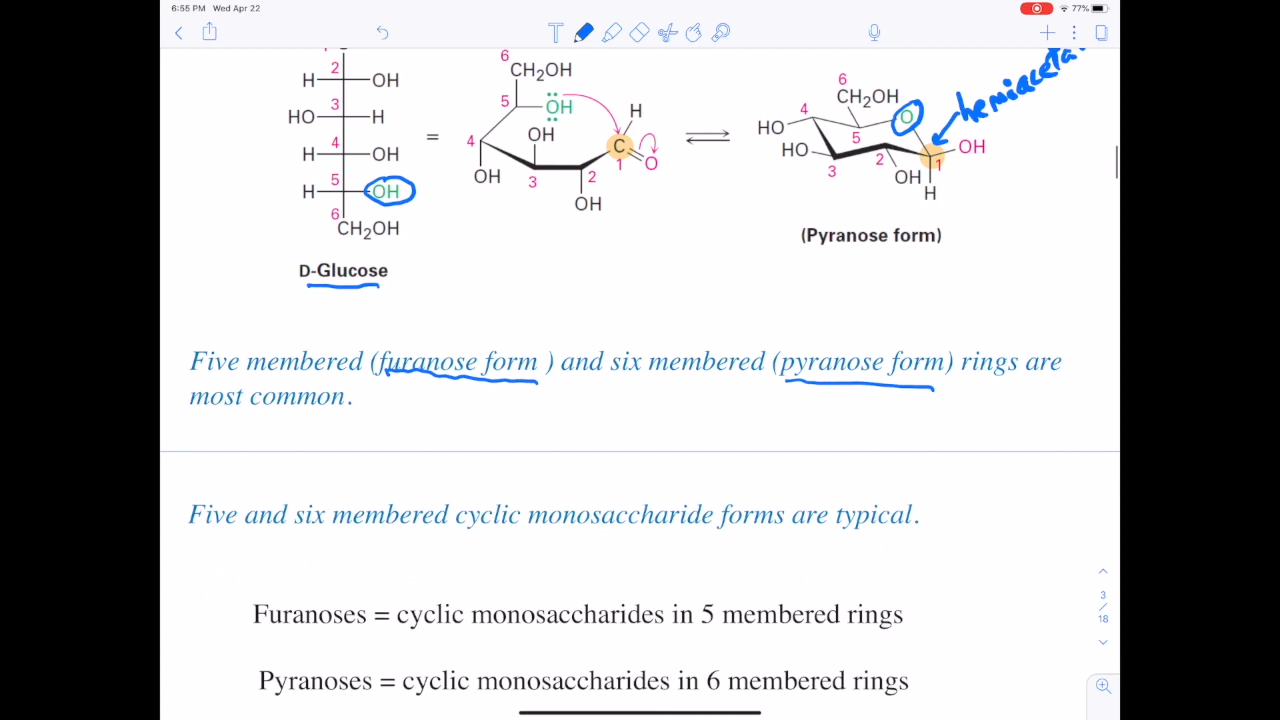 6:55 PM Wed Apr 22
77%
T
2
H OH
3
HO H
4
H OH
5
H OH
6
CH₂OH
D-Glucose
=
6
CH₂OH
5
OH
H
4
OH
C
1
O
OH
3
2
OH
6
CH₂OH
4
HO
O
5
HO
2
OH
3
OH
1
H
(Pyranose form)
Five membered (furanose form ) and six membered (pyranose form) rings are
most common.
Five and six membered cyclic monosaccharide forms are typical.
Furanoses = cyclic monosaccharides in 5 membered rings
Pyranoses = cyclic monosaccharides in 6 membered rings
3
/
18